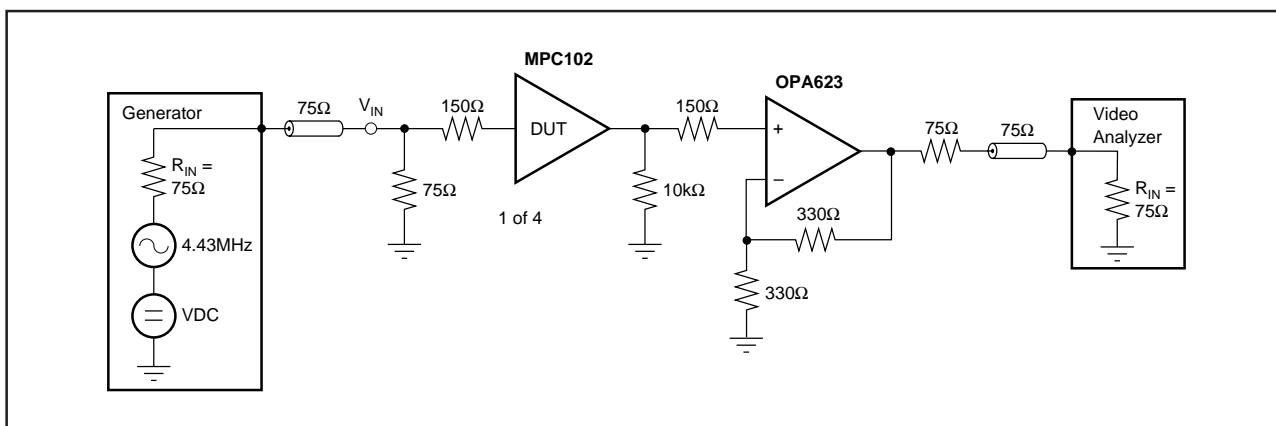 MPC102
OPA623
Generator
75Ω
V_IN
150Ω
DUT
150Ω
+
–
75Ω
75Ω
Video
Analyzer
R_IN =
75Ω
75Ω
10kΩ
R_IN =
75Ω
1 of 4
330Ω
4.43MHz
330Ω
VDC